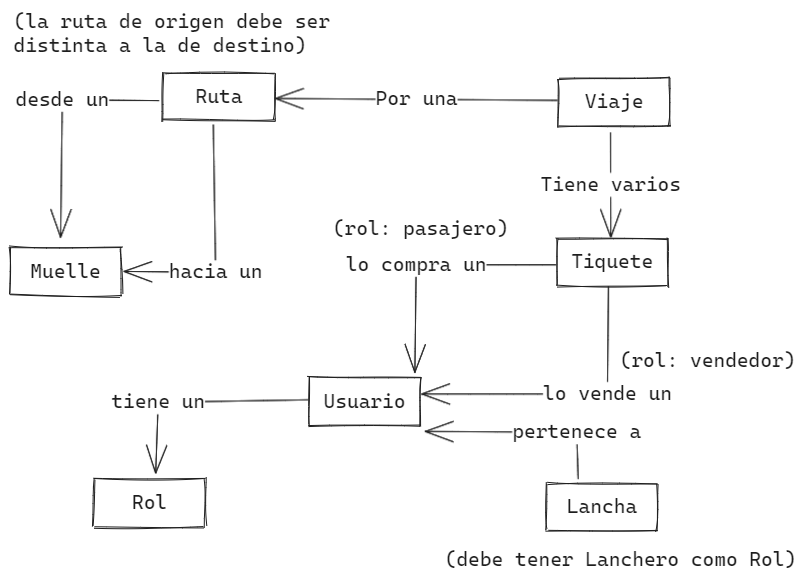 (la ruta de origen debe ser
distinta a la de destino)
desde un
Ruta
Por una
Viaje
Tiene varios
(rol: pasajero)
Muelle
hacia un
lo compra un
Tiquete
(rol: vendedor)
tiene un
Usuario
lo vende un
pertenece a
Rol
Lancha
(debe tener Lanchero como Rol)